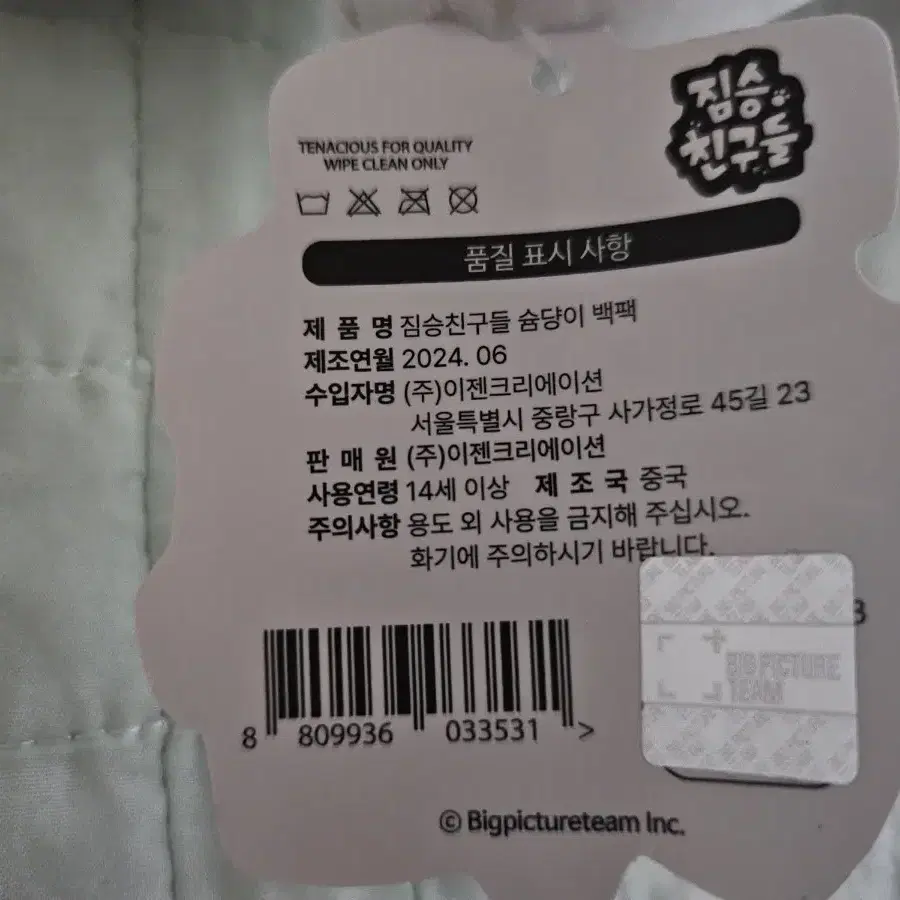 짐승
친구들
TENACIOUS FOR QUALITY
WIPE CLEAN ONLY
품질 표시 사항
제 품 명 짐승친구들 슘당이 백팩
제조연월 2024. 06
수입자명 (주)이젠크리에이션
서울특별시 중랑구 사가정로 45길 23
판 매 원 (주)이젠크리에이션
사용연령 14세 이상 제 조 국 중국
주의사항 용도 외 사용을 금지해 주십시오.
화기에 주의하시기 바랍니다.
BIG PICTURE
TEAM
8 809936 033531 >
© Bigpictureteam Inc.